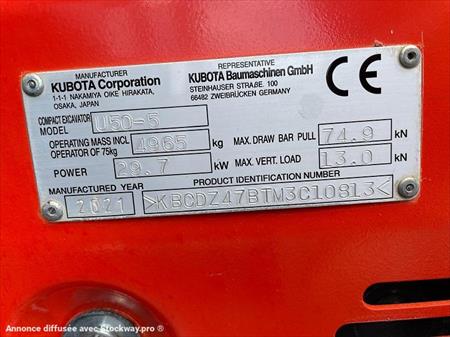 MANUFACTURER
KUBOTA Corporation
1-1-1 NAKAMIYA OIKE HIRAKATA,
OSAKA, JAPAN
REPRESENTATIVE
KUBOTA Baumaschinen GmbH
STEINHAUSER STRAßE. 100
66482 ZWEIBRÜCKEN GERMANY
CE
COMPACT EXCAVATOR
MODEL U50-5
OPERATING MASS INCL
OPERATOR OF 75kg 4965 kg
MAX. DRAW BAR PULL 74.9 kN
POWER 29.7 kW
MAX. VERT. LOAD 13.0 kN
MANUFACTURED YEAR
2021
PRODUCT IDENTIFICATION NUMBER
>KBCDZ47BTM3C10813<
Annonce diffusée avec Stockway.pro ®